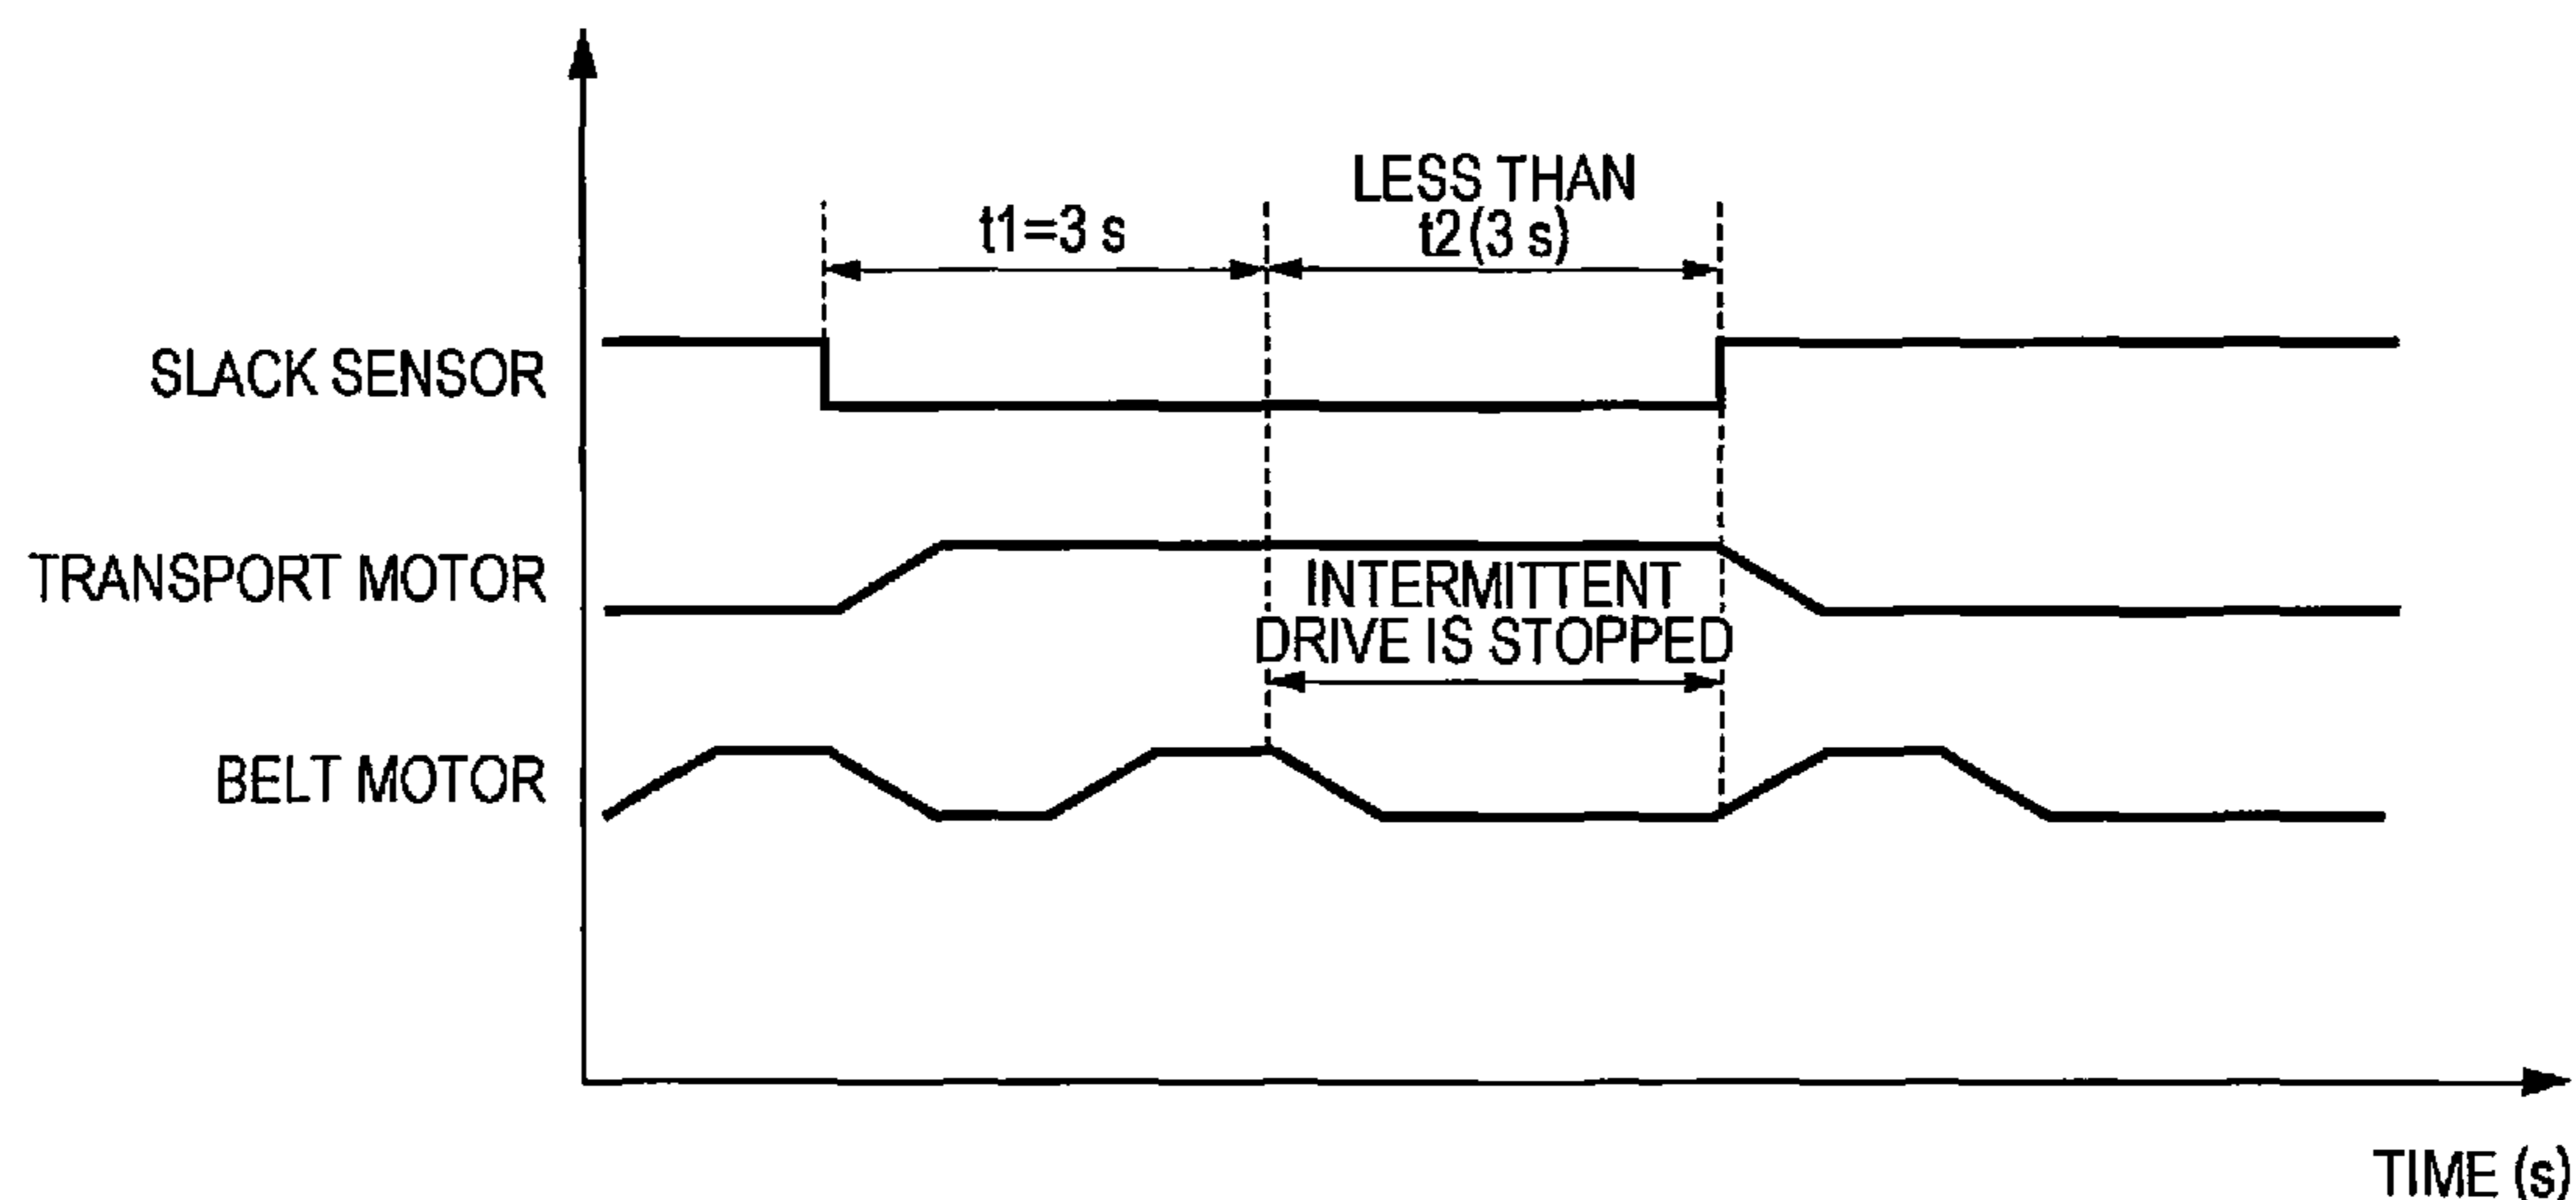 LESS THAN
t1=3 s
t2(3 s)
SLACK SENSOR
TRANSPORT MOTOR
INTERMITTENT
DRIVE IS STOPPED
BELT MOTOR
TIME (s)